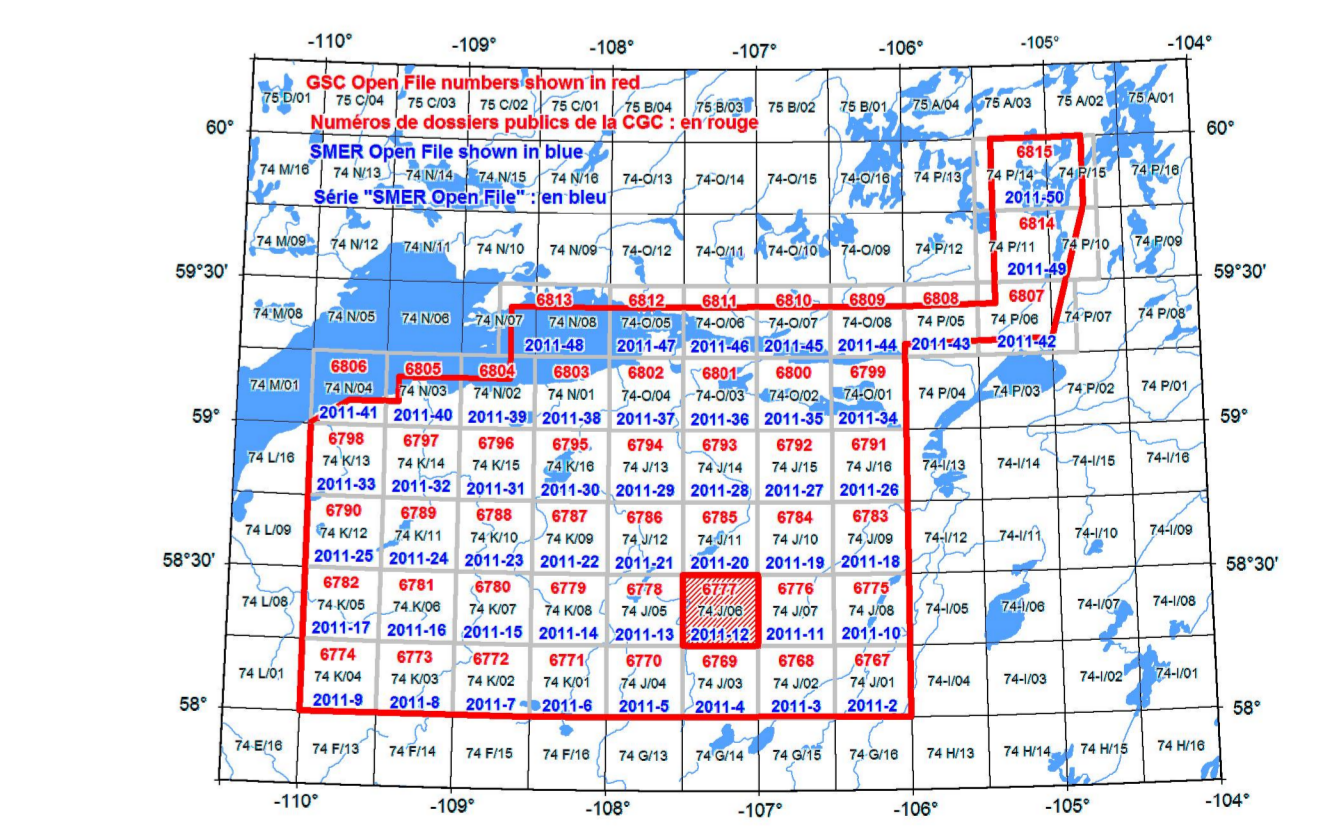 -110° -109° -108° -107° -106° -105° -104°
GSC Open File numbers shown in red
75 D/01 75 C/04 75 C/03 75 C/02 75 C/01 75 B/04 75 B/03 75 B/02 75 B/01 75 A/04 75 A/03 75 A/02 75 A/01
Numéros de dossiers publics de la CGC : en rouge
60° 60°
SMER Open File shown in blue
6815
74 M/16 74 N/13 74 N/14 74 N/15 74 N/16 74-O/13 74-O/14 74-O/15 74-O/16 74 P/13 74 P/14 74 P/15 74 P/16
Série "SMER Open File" : en bleu
2011-50
6814
74 M/09 74 N/12 74 N/11 74 N/10 74 N/09 74-O/12 74-O/11 74-O/10 74-O/09 74 P/12 74 P/11 74 P/10 74 P/09
2011-49
59°30' 59°30'
6813 6812 6811 6810 6809 6808 6807
74 M/08 74 N/05 74 N/06 74 N/07 74 N/08 74-O/05 74-O/06 74-O/07 74-O/08 74 P/05 74 P/06 74 P/07 74 P/08
2011-48 2011-47 2011-46 2011-45 2011-44 2011-43 2011-42
6806 6805 6804 6803 6802 6801 6800 6799
74 M/01 74 N/04 74 N/03 74 N/02 74 N/01 74-O/04 74-O/03 74-O/02 74-O/01 74 P/04 74 P/03 74 P/02 74 P/01
2011-41 2011-40 2011-39 2011-38 2011-37 2011-36 2011-35 2011-34
59° 59°
6798 6797 6796 6795 6794 6793 6792 6791
74 L/16 74 K/13 74 K/14 74 K/15 74 K/16 74 J/13 74 J/14 74 J/15 74 J/16 74-I/13 74-I/14 74-I/15 74-I/16
2011-33 2011-32 2011-31 2011-30 2011-29 2011-28 2011-27 2011-26
6790 6789 6788 6787 6786 6785 6784 6783
74 L/09 74 K/12 74 K/11 74 K/10 74 K/09 74 J/12 74 J/11 74 J/10 74 J/09 74-I/12 74-I/11 74-I/10 74-I/09
2011-25 2011-24 2011-23 2011-22 2011-21 2011-20 2011-19 2011-18
58°30' 58°30'
6782 6781 6780 6779 6778 6777 6776 6775
74 L/08 74 K/05 74 K/06 74 K/07 74 K/08 74 J/05 74 J/06 74 J/07 74 J/08 74-I/05 74-I/06 74-I/07 74-I/08
2011-17 2011-16 2011-15 2011-14 2011-13 2011-12 2011-11 2011-10
6774 6773 6772 6771 6770 6769 6768 6767
74 L/01 74 K/04 74 K/03 74 K/02 74 K/01 74 J/04 74 J/03 74 J/02 74 J/01 74-I/04 74-I/03 74-I/02 74-I/01
2011-9 2011-8 2011-7 2011-6 2011-5 2011-4 2011-3 2011-2
58° 58°
74 E/16 74 F/13 74 F/14 74 F/15 74 F/16 74 G/13 74 G/14 74 G/15 74 G/16 74 H/13 74 H/14 74 H/15 74 H/16
-110° -109° -108° -107° -106° -105° -104°